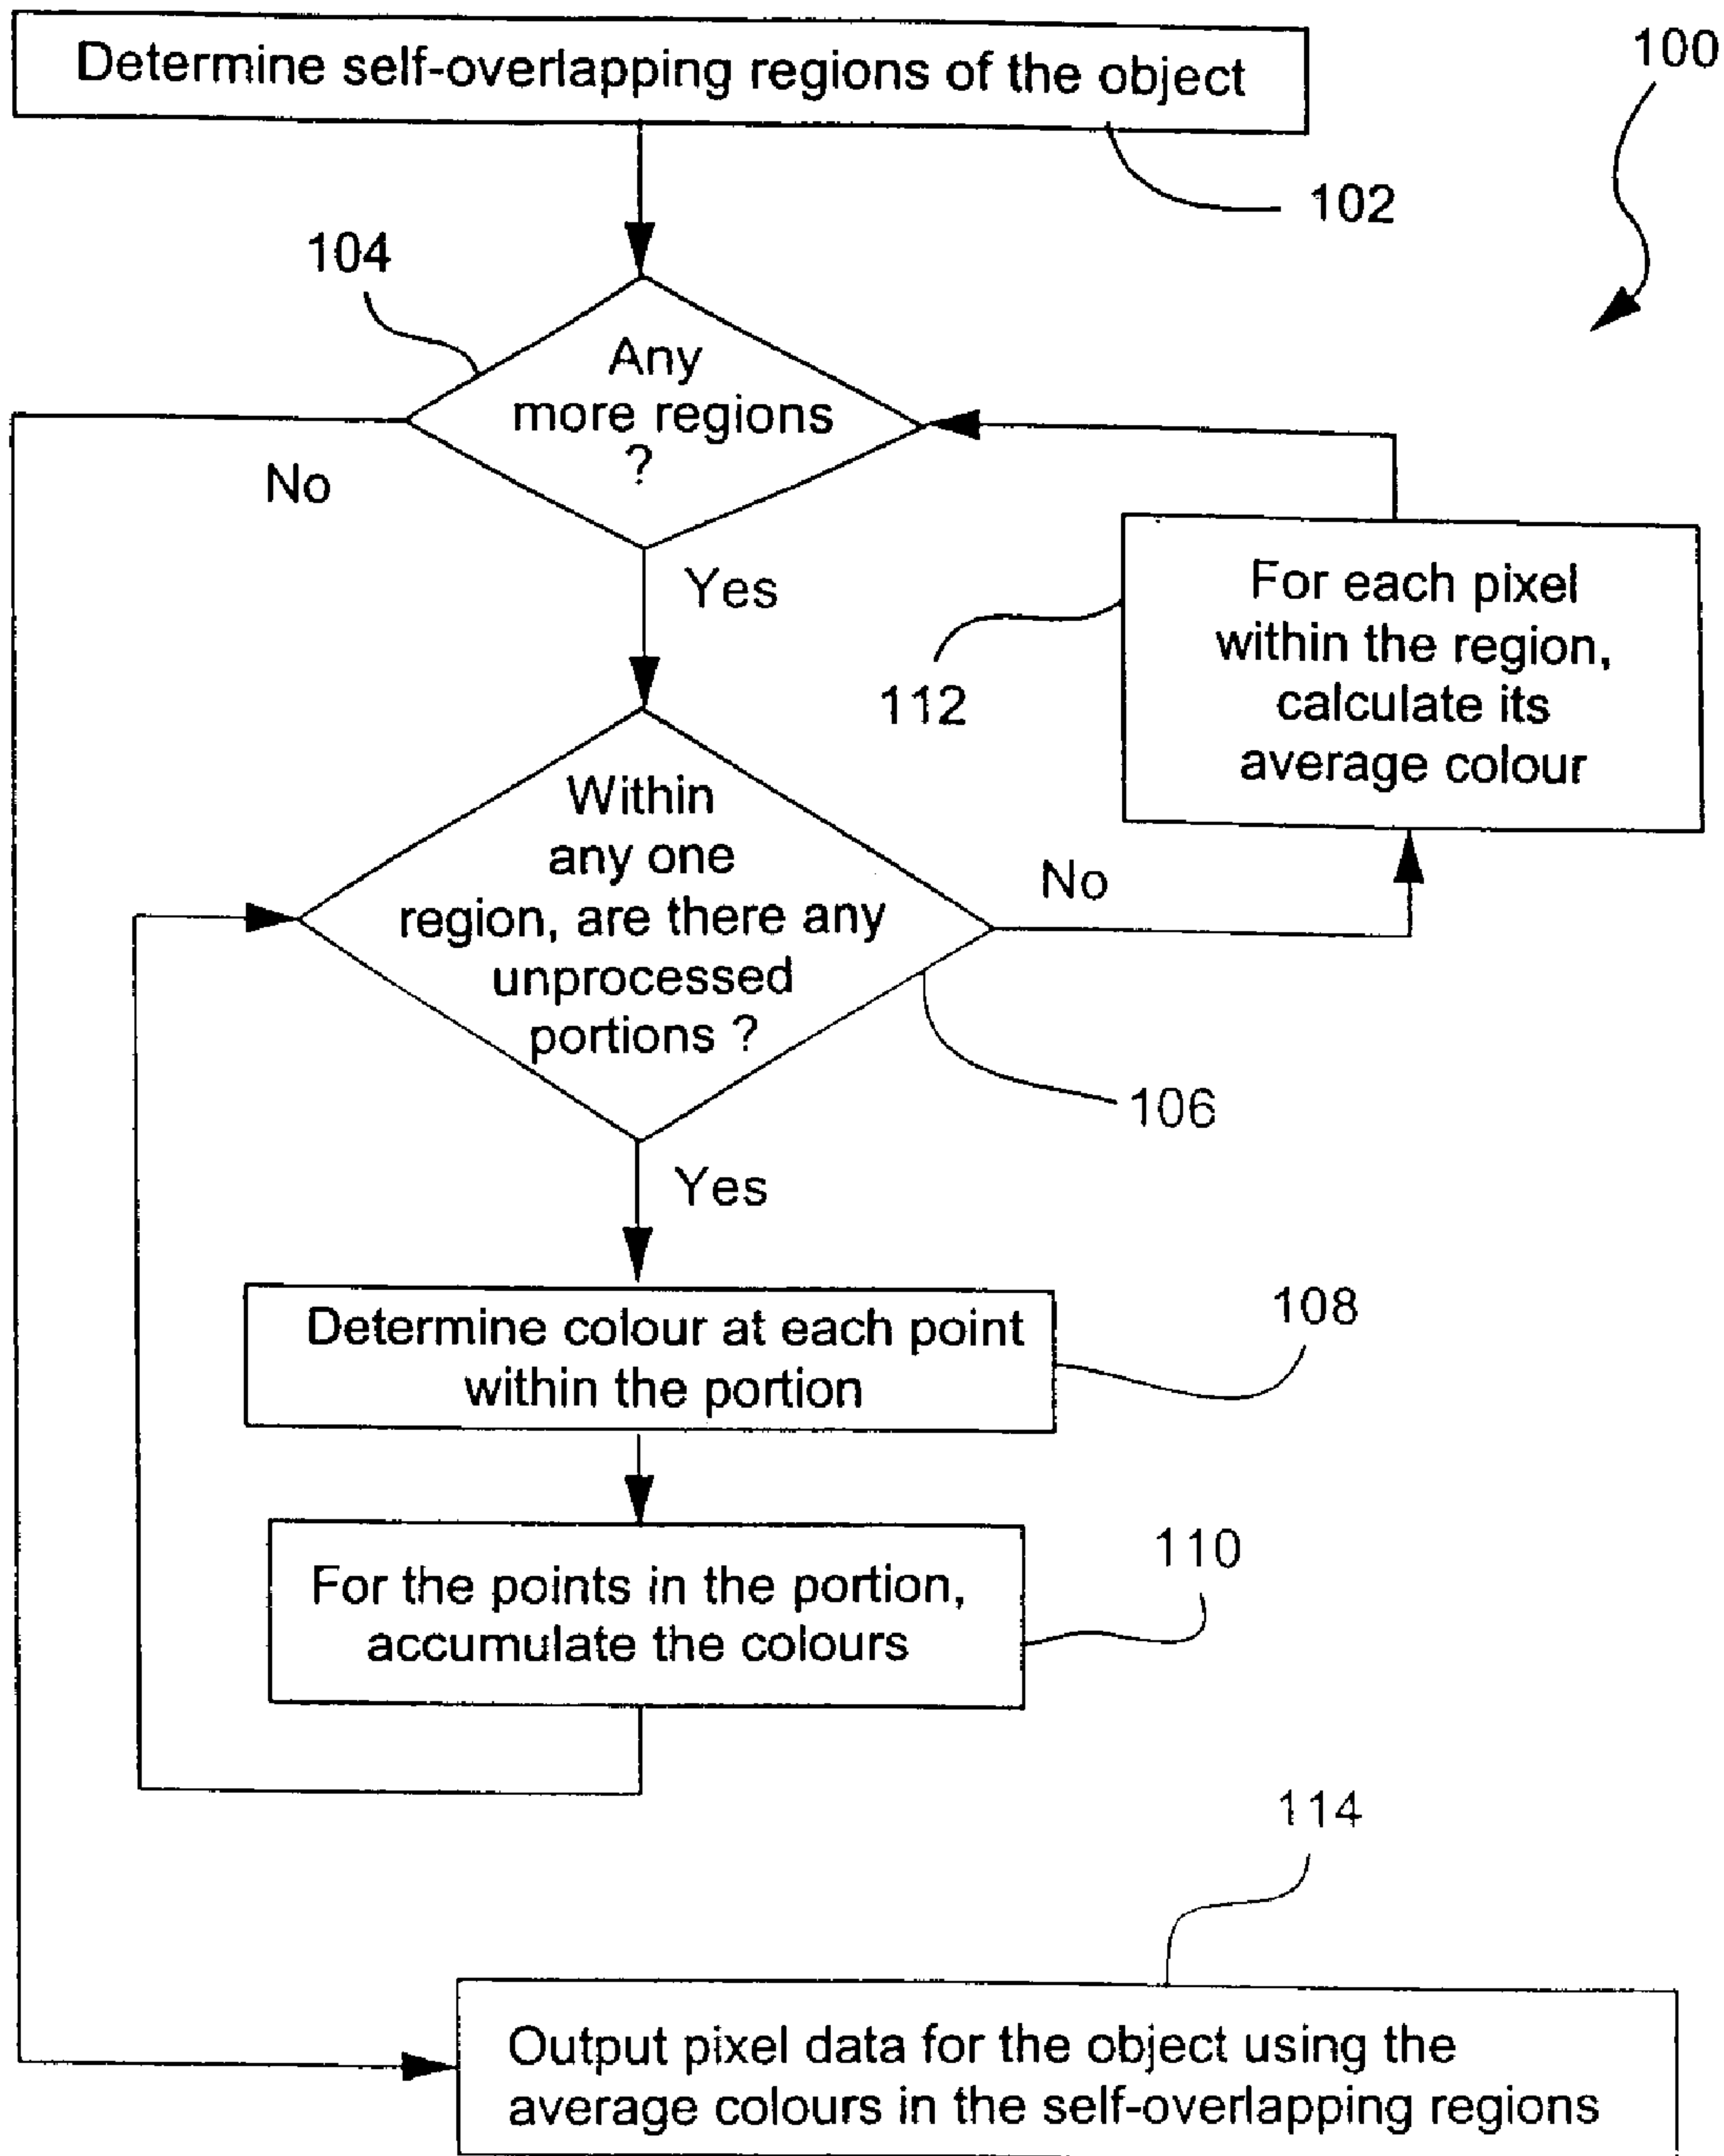 Determine self-overlapping regions of the object
100
102
104
Any
more regions
?
No
Yes
For each pixel
within the region,
calculate its
average colour
112
Within
any one
region, are there any
unprocessed
portions ?
No
106
Yes
Determine colour at each point
within the portion
108
For the points in the portion,
accumulate the colours
110
114
Output pixel data for the object using the
average colours in the self-overlapping regions